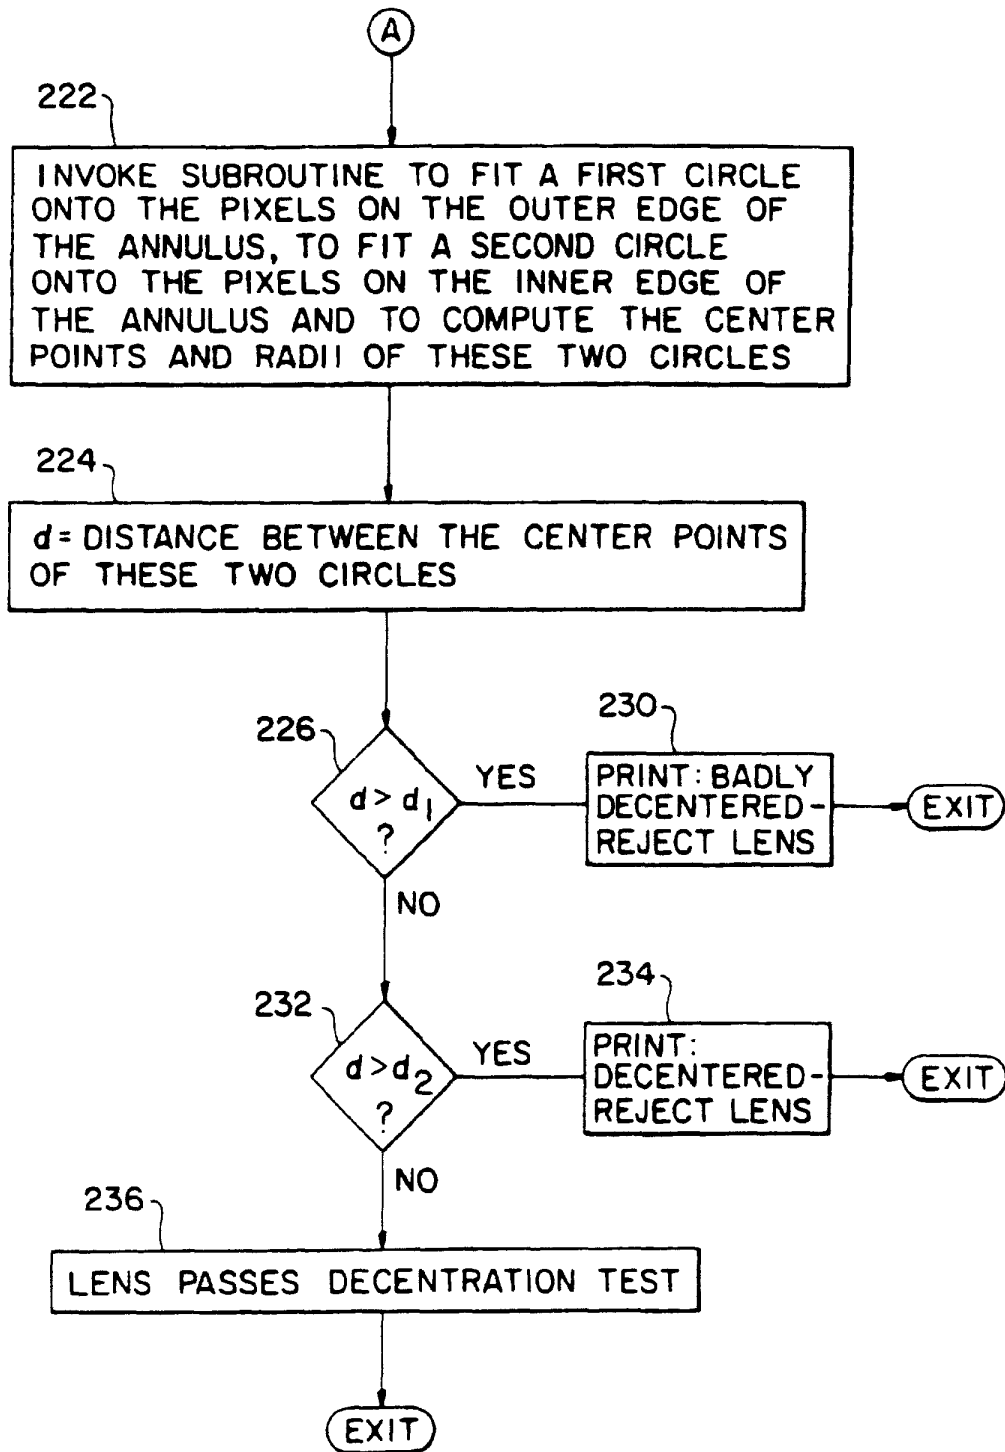 A
222
INVOKE SUBROUTINE TO FIT A FIRST CIRCLE
ONTO THE PIXELS ON THE OUTER EDGE OF
THE ANNULUS, TO FIT A SECOND CIRCLE
ONTO THE PIXELS ON THE INNER EDGE OF
THE ANNULUS AND TO COMPUTE THE CENTER
POINTS AND RADII OF THESE TWO CIRCLES
224
d = DISTANCE BETWEEN THE CENTER POINTS
OF THESE TWO CIRCLES
226
d > d1
?
YES
230
PRINT: BADLY
DECENTERED-
REJECT LENS
EXIT
NO
232
d > d2
?
YES
234
PRINT:
DECENTERED-
REJECT LENS
EXIT
NO
236
LENS PASSES DECENTRATION TEST
EXIT